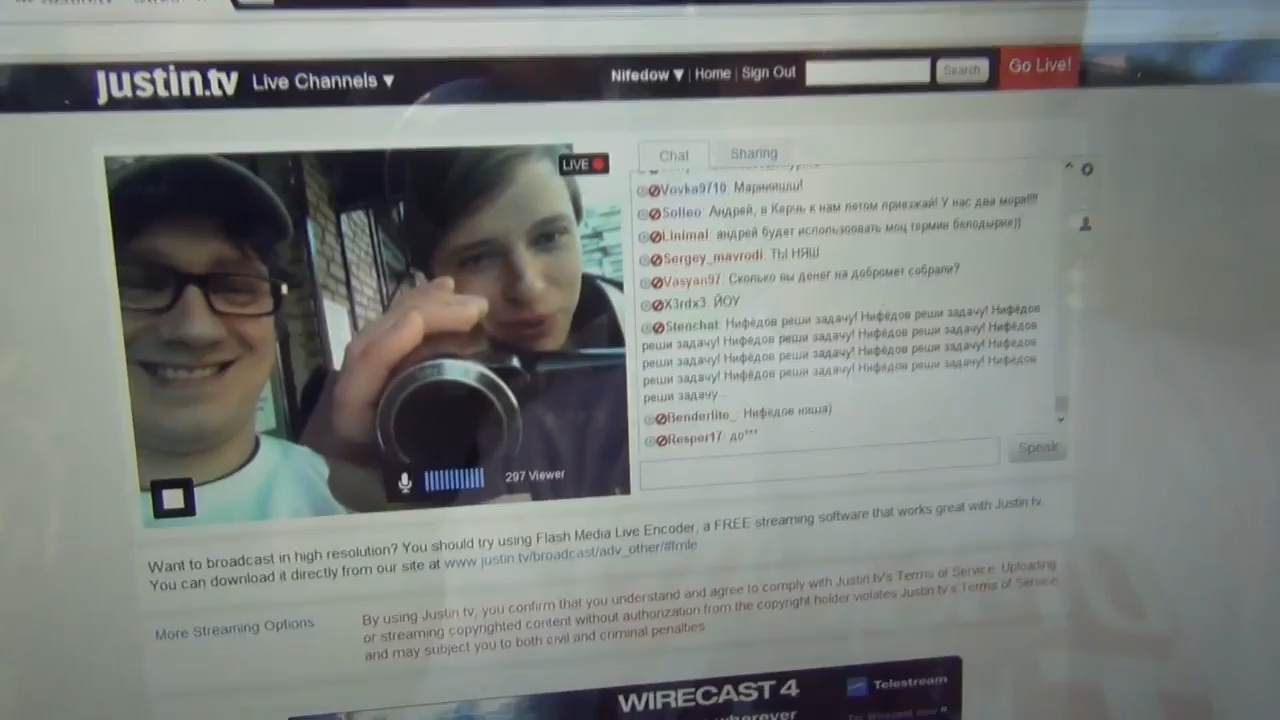 Justin.tv Live Channels ▼ Nifedow ▼ | Home | Sign Out Search Go Live!
LIVE
Chat Sharing
Vovka9710: Мариииши!
Solleo: Андрей, в Керчь к нам летом приезжай! У нас два моря!!!!
Linimal: андрей будет использовать моц термин белодырие))
Sergey_mavrodi: ТЫ НЯШ
Vasyan97: Сколько вы денег на добромет собрали?
X3rdx3: ЙОУ
Stenchat: Нифёдов реши задачу! Нифёдов реши задачу! Нифёдов
реши задачу! Нифёдов реши задачу! Нифёдов реши задачу! Нифёдов
реши задачу! Нифёдов реши задачу! Нифёдов реши задачу! Нифёдов
реши задачу! Нифёдов реши задачу! Нифёдов реши задачу! Нифёдов
реши задачу
Benderlito_: Нифёдов няша)
Respor17: до***
297 Viewer
Speak
Want to broadcast in high resolution? You should try using Flash Media Live Encoder, a FREE streaming software that works great with Justin.tv.
You can download it directly from our site at www.justin.tv/broadcast/adv_other/#fmle
More Streaming Options
By using Justin.tv, you confirm that you understand and agree to comply with Justin.tv's Terms of Service. Uploading
or streaming copyrighted content without authorization from the copyright holder violates Justin.tv's Terms of Service
and may subject you to both civil and criminal penalties.
WIRECAST 4 Telestream